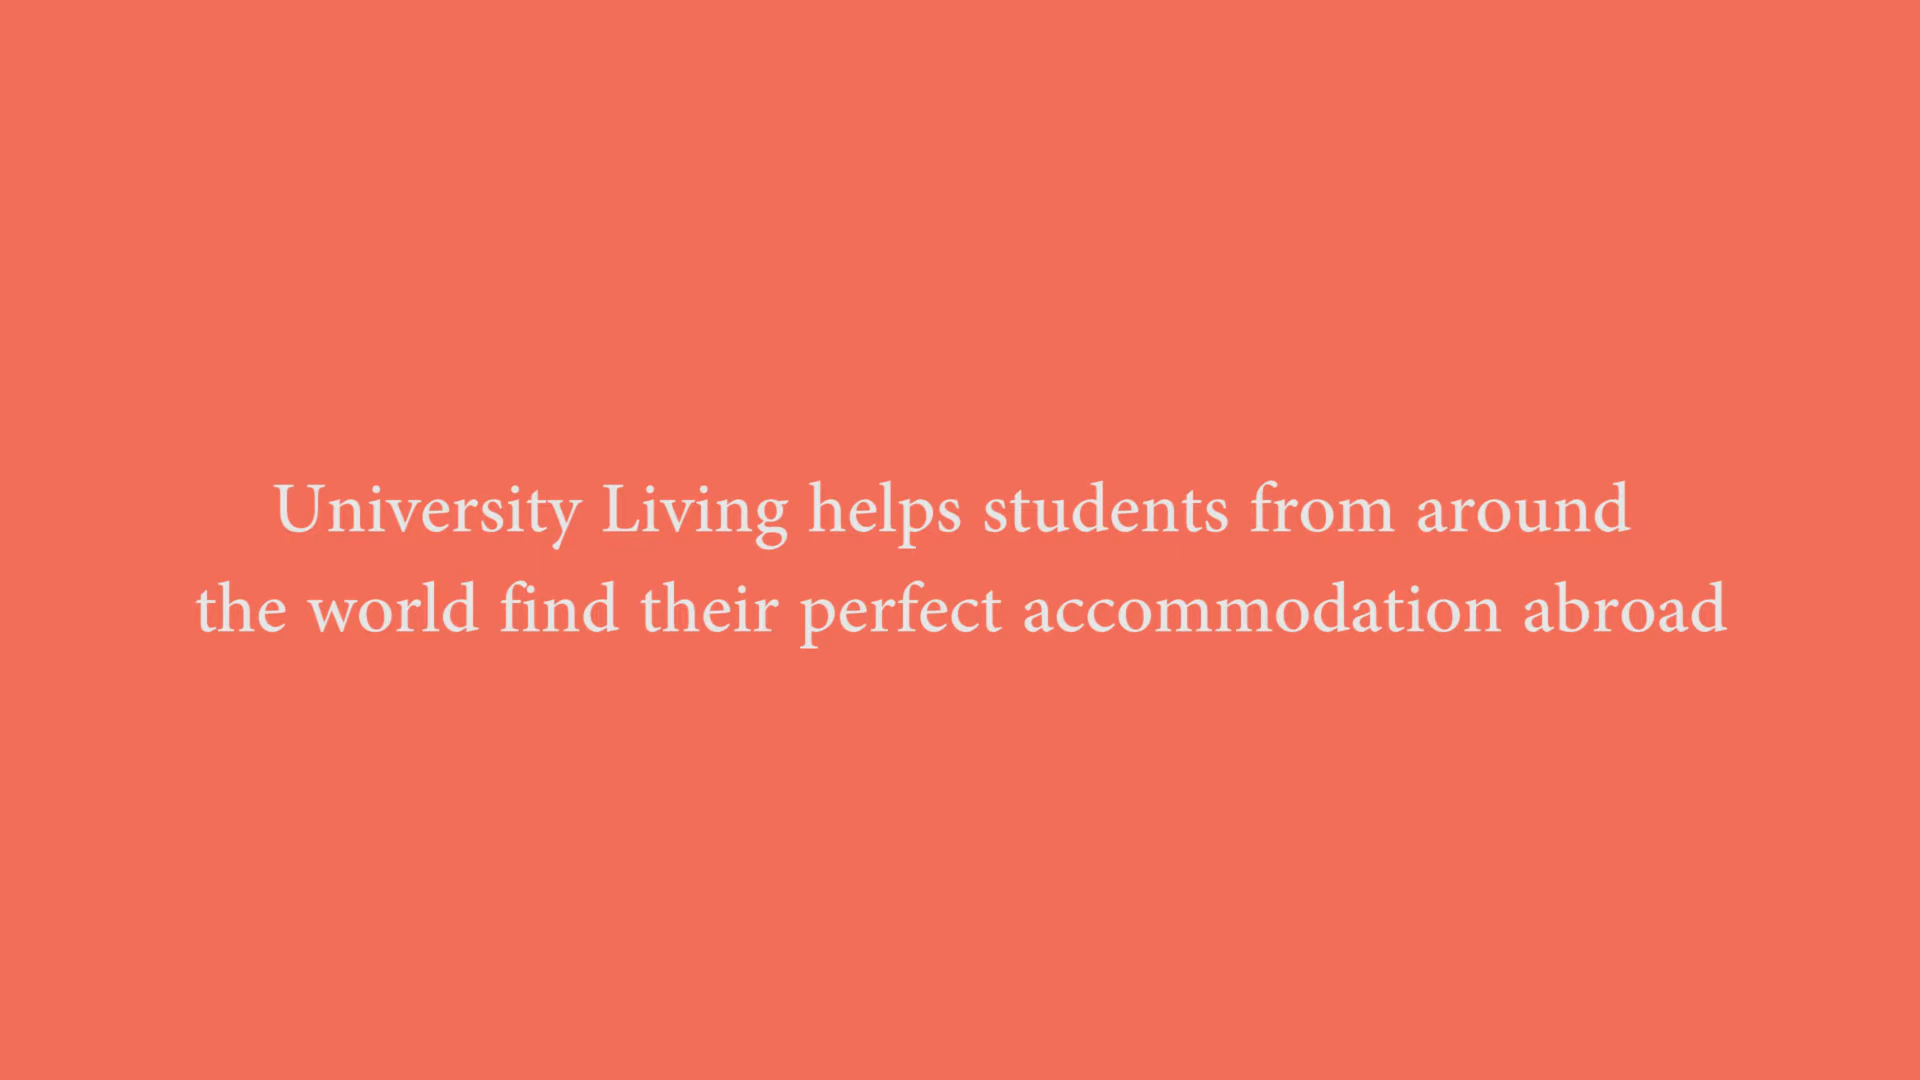 University Living helps students from around
the world find their perfect accommodation abroad